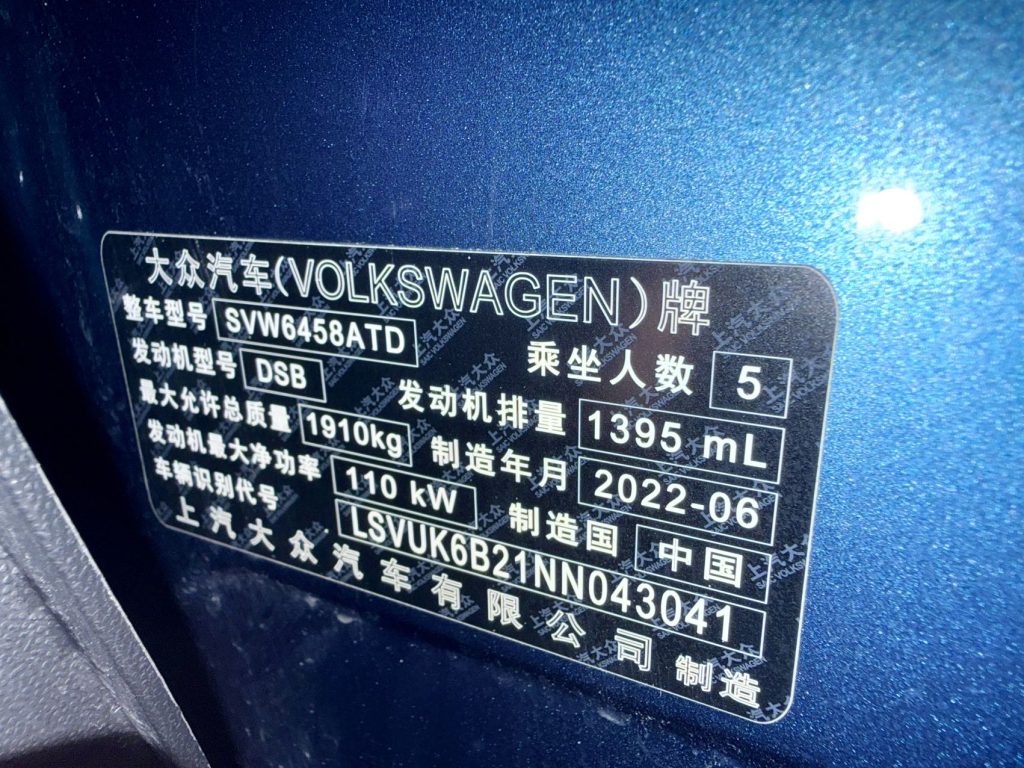 大众汽车(VOLKSWAGEN)牌
整车型号 SVW6458ATD 乘坐人数 5
发动机型号 DSB 发动机排量 1395 mL
最大允许总质量 1910kg 制造年月 2022-06
发动机最大净功率 110 kW 制造国 中国
车辆识别代号 LSVUK6B21NN043041
上汽大众汽车有限公司 制造